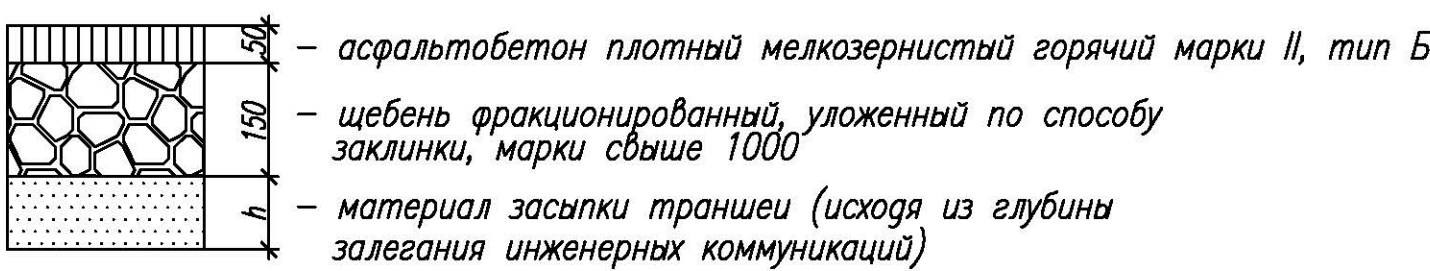 50 – асфальтобетон плотный мелкозернистый горячий марки II, тип Б
150 – щебень фракционированный, уложенный по способу
заклинки, марки свыше 1000
h – материал засыпки траншеи (исходя из глубины
залегания инженерных коммуникаций)